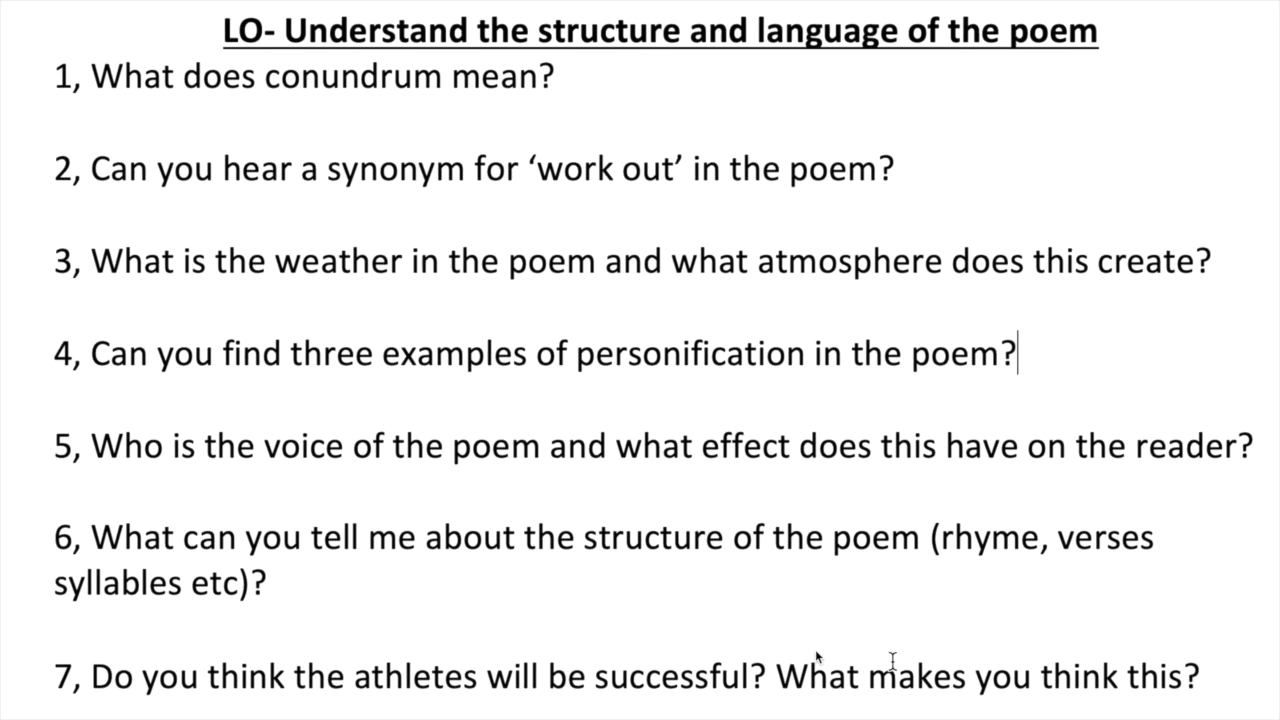 LO- Understand the structure and language of the poem
1, What does conundrum mean?
2, Can you hear a synonym for ‘work out’ in the poem?
3, What is the weather in the poem and what atmosphere does this create?
4, Can you find three examples of personification in the poem?
5, Who is the voice of the poem and what effect does this have on the reader?
6, What can you tell me about the structure of the poem (rhyme, verses
syllables etc)?
7, Do you think the athletes will be successful? What makes you think this?